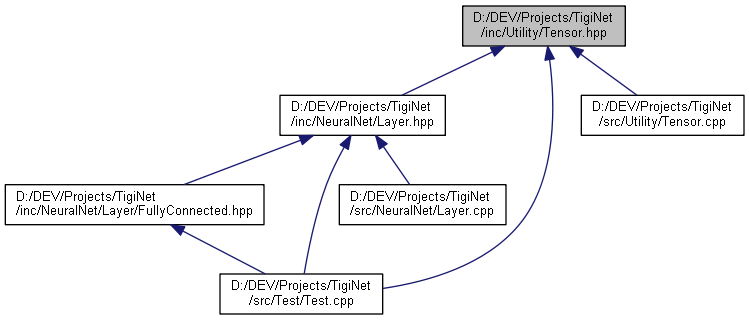 D:/DEV/Projects/TigiNet
/inc/Utility/Tensor.hpp
D:/DEV/Projects/TigiNet
/inc/NeuralNet/Layer.hpp
D:/DEV/Projects/TigiNet
/src/Utility/Tensor.cpp
D:/DEV/Projects/TigiNet
/inc/NeuralNet/Layer/FullyConnected.hpp
D:/DEV/Projects/TigiNet
/src/NeuralNet/Layer.cpp
D:/DEV/Projects/TigiNet
/src/Test/Test.cpp